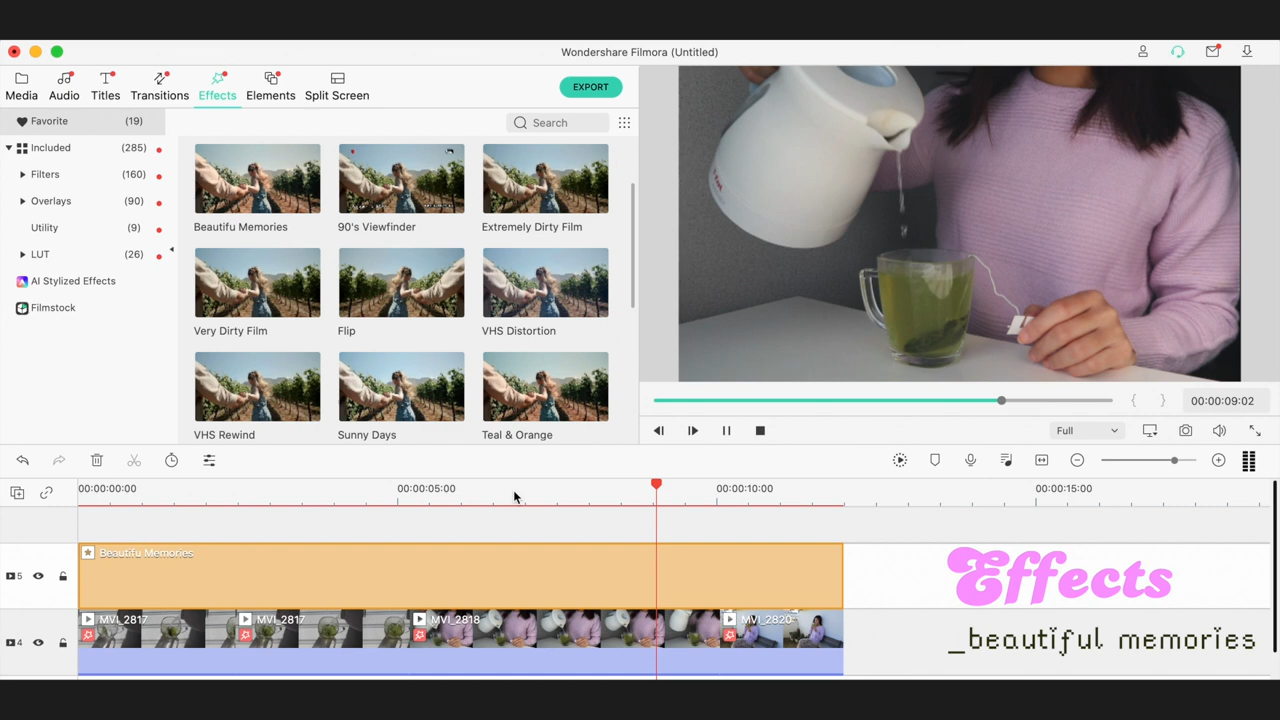 Wondershare Filmora (Untitled)
Media
Audio
Titles
Transitions
Effects
Elements
Split Screen
EXPORT
Favorite (19)
Included (285)
Filters (160)
Overlays (90)
Utility (9)
LUT (26)
AI Stylized Effects
Filmstock
Search
Beautifu Memories
90's Viewfinder
Extremely Dirty Film
Very Dirty Film
Flip
VHS Distortion
VHS Rewind
Sunny Days
Teal & Orange
00:00:09:02
Full
00:00:00:00
00:00:05:00
00:00:10:00
00:00:15:00
5
Beautifu Memories
4
MVI_2817
MVI_2817
MVI_2818
MVI_2820
Effects
_beautiful memories